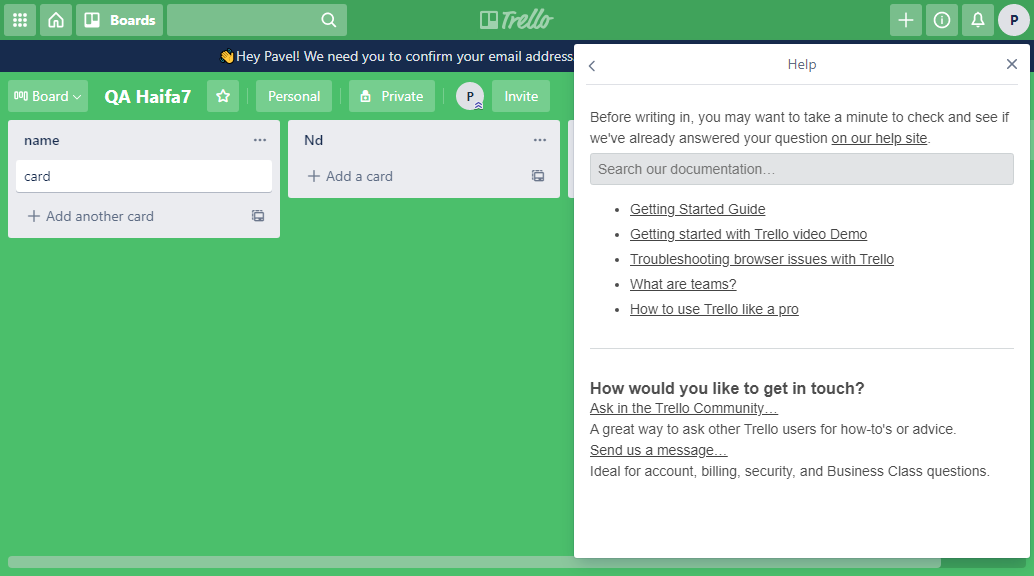 Boards
Trello
P
👋Hey Pavel! We need you to confirm your email address
Board
QA Haifa7
Personal
Private
P
Invite
name
card
Add another card
Nd
Add a card
Help
Before writing in, you may want to take a minute to check and see if
we've already answered your question on our help site.
Search our documentation…
Getting Started Guide
Getting started with Trello video Demo
Troubleshooting browser issues with Trello
What are teams?
How to use Trello like a pro
How would you like to get in touch?
Ask in the Trello Community…
A great way to ask other Trello users for how-to's or advice.
Send us a message…
Ideal for account, billing, security, and Business Class questions.